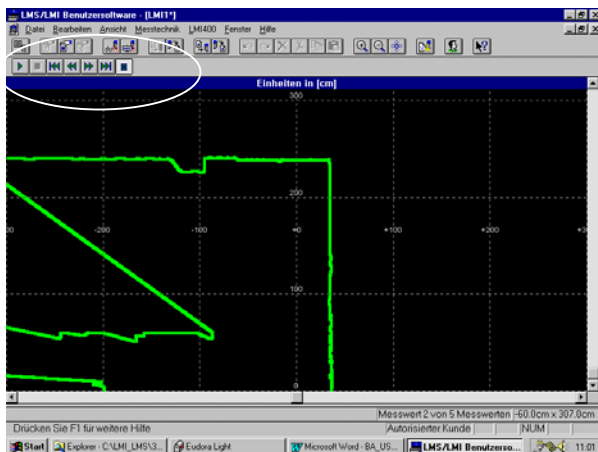 LMS/LMI Benutzersoftware - [LMI1*]
Datei Bearbeiten Ansicht Messtechnik LMI400 Fenster Hilfe
Einheiten in [cm]
300
200
-200 -100 +0 +100 +200
100
0
Messwert 2 von 5 Messwerten -60.0cm x 307.0cm
Drücken Sie F1 für weitere Hilfe Autorisierter Kunde NUM
Start Explorer - C:\LMI_LMS\3... Eudora Light Microsoft Word - BA_US... LMS/LMI Benutzerso... 11:01